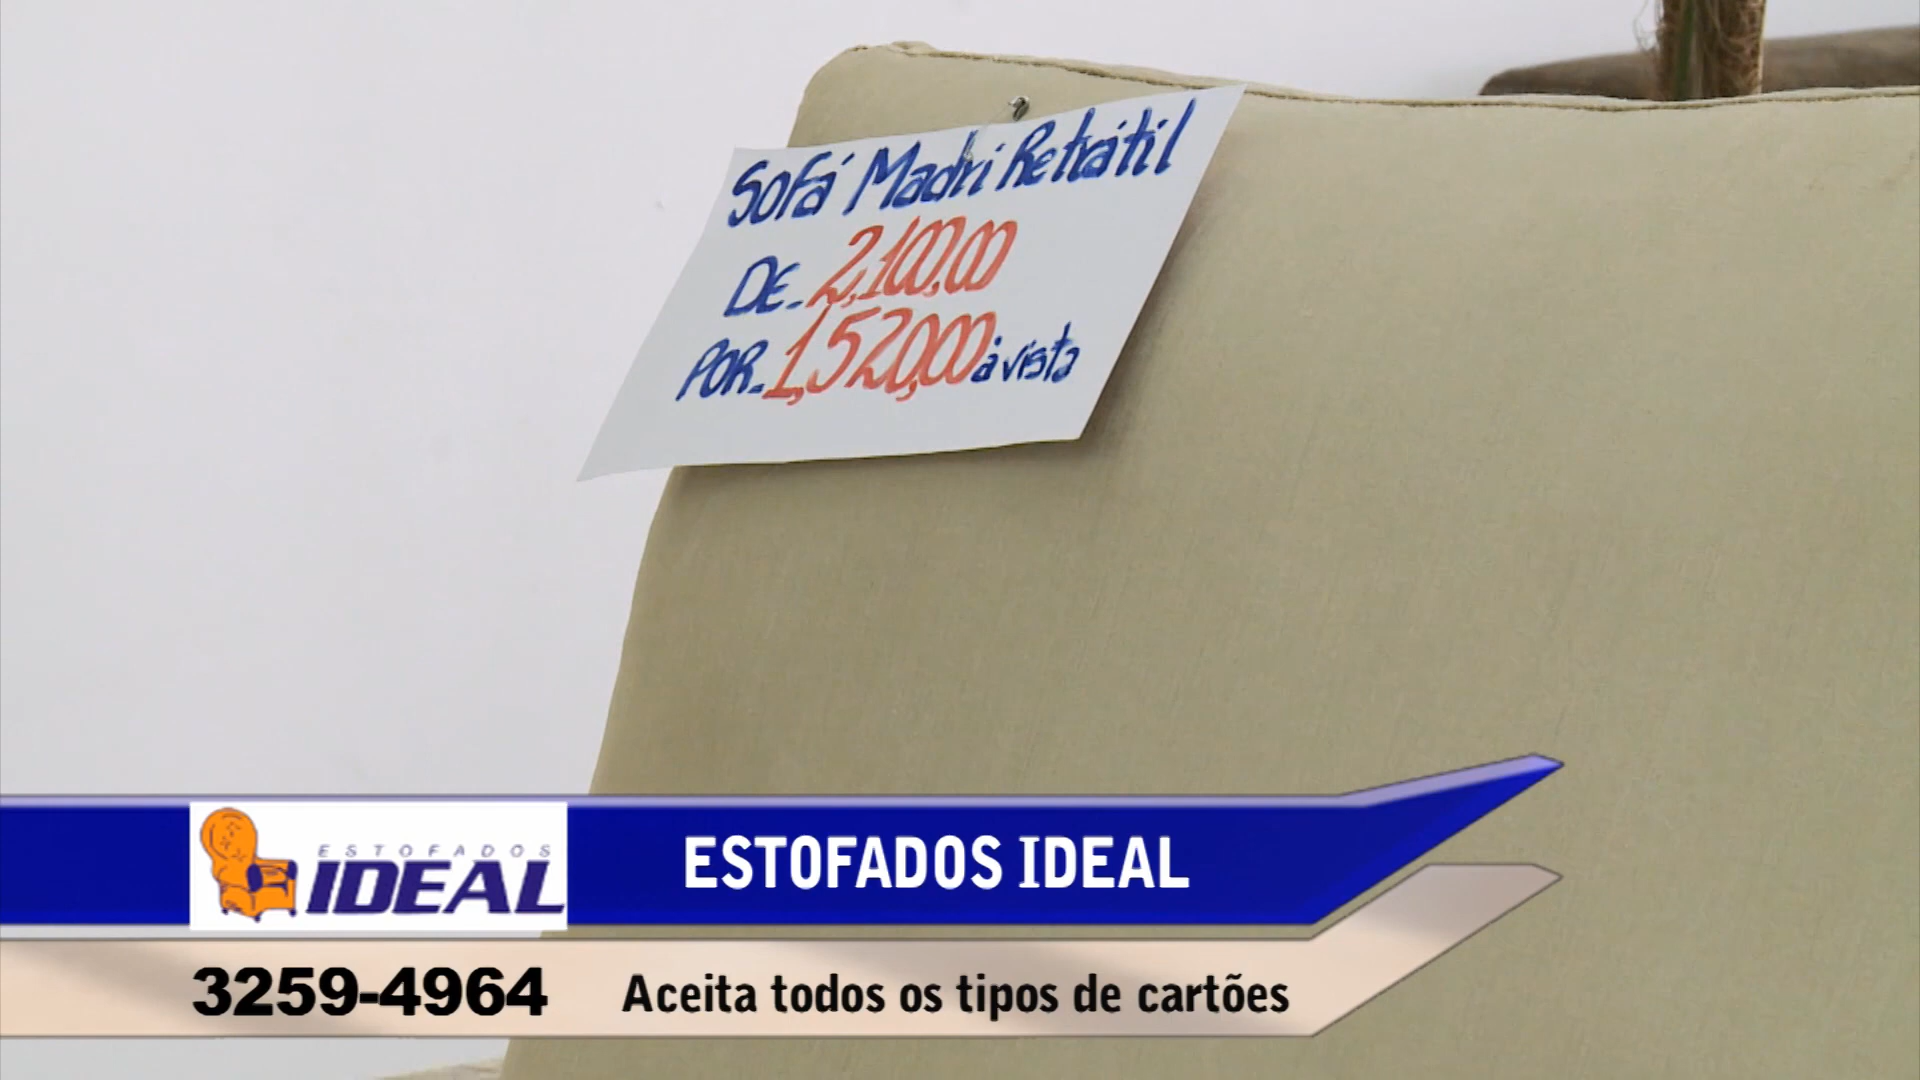 Sofá Madri Retrátil
DE- 2,100,00
POR- 1,520,00 à vista
ESTOFADOS
IDEAL
ESTOFADOS IDEAL
3259-4964
Aceita todos os tipos de cartões